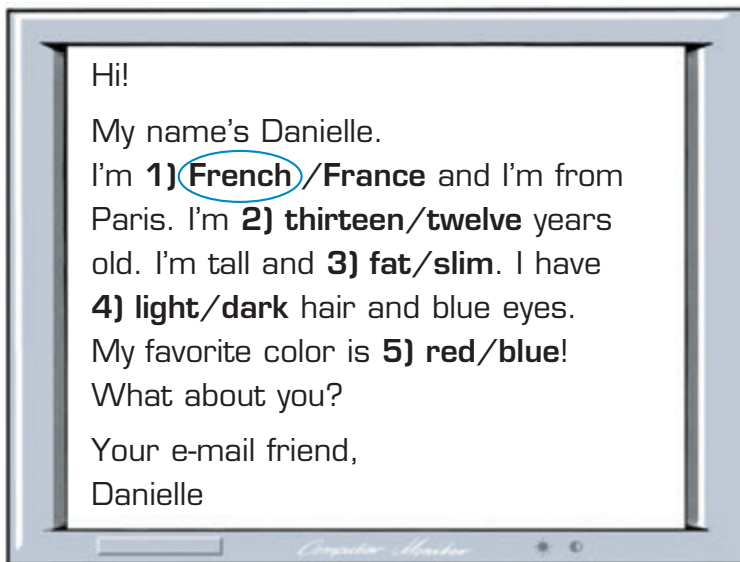 Hi!
My name's Danielle.
I'm 1) French/France and I'm from
Paris. I'm 2) thirteen/twelve years
old. I'm tall and 3) fat/slim. I have
4) light/dark hair and blue eyes.
My favorite color is 5) red/blue!
What about you?
Your e-mail friend,
Danielle
Computer Monitor